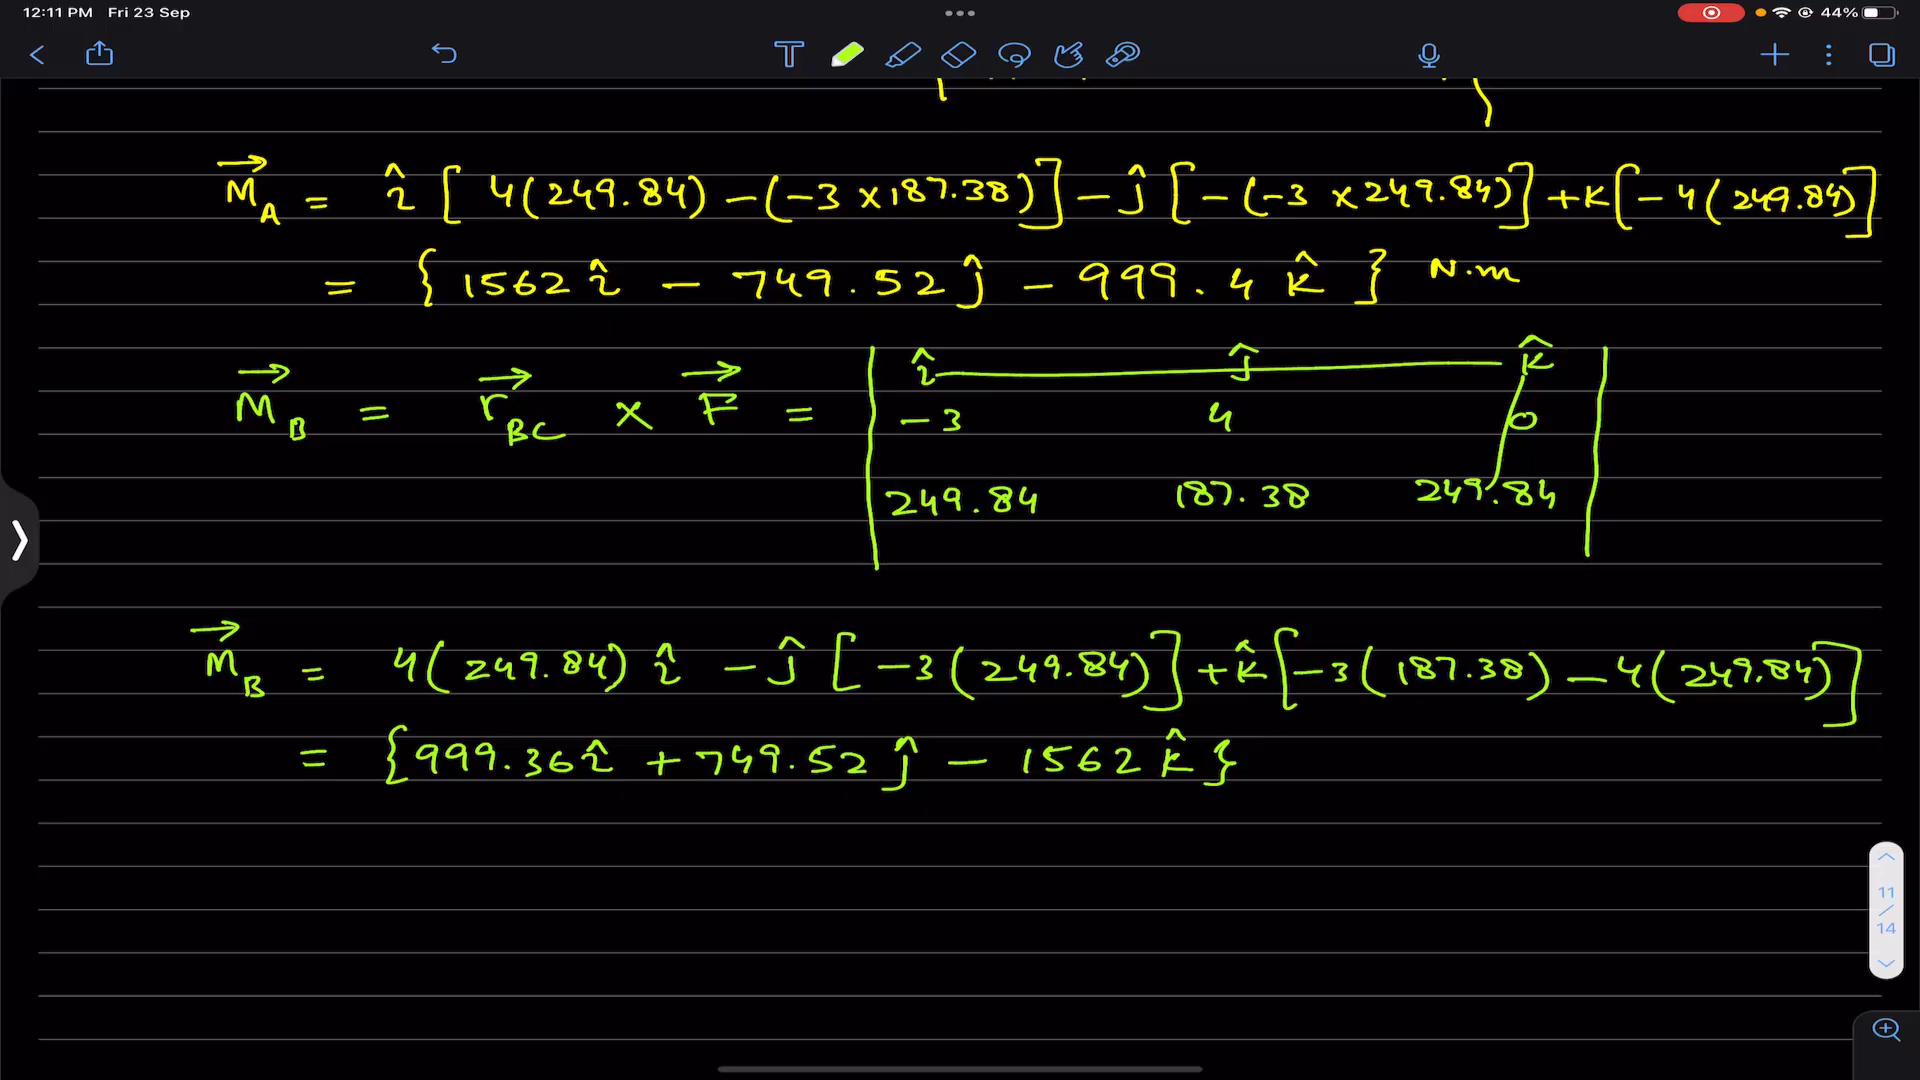 12:11 PM Fri 23 Sep 44%
T
M_A = î [ 4(249.84) - (-3 × 187.38)] - ĵ [ - (-3 × 249.84)] + k [ - 4(249.84)]
= { 1562 î - 749.52 ĵ - 999.4 k̂ } N.m
M_B = r_BC × F = | î ĵ k̂ |
-3 4 0
249.84 187.38 249.84
M_B = 4(249.84) î - ĵ [ -3(249.84)] + k̂ [ -3(187.38) - 4(249.84)]
= {999.36 î + 749.52 ĵ - 1562 k̂ }
11
/
14